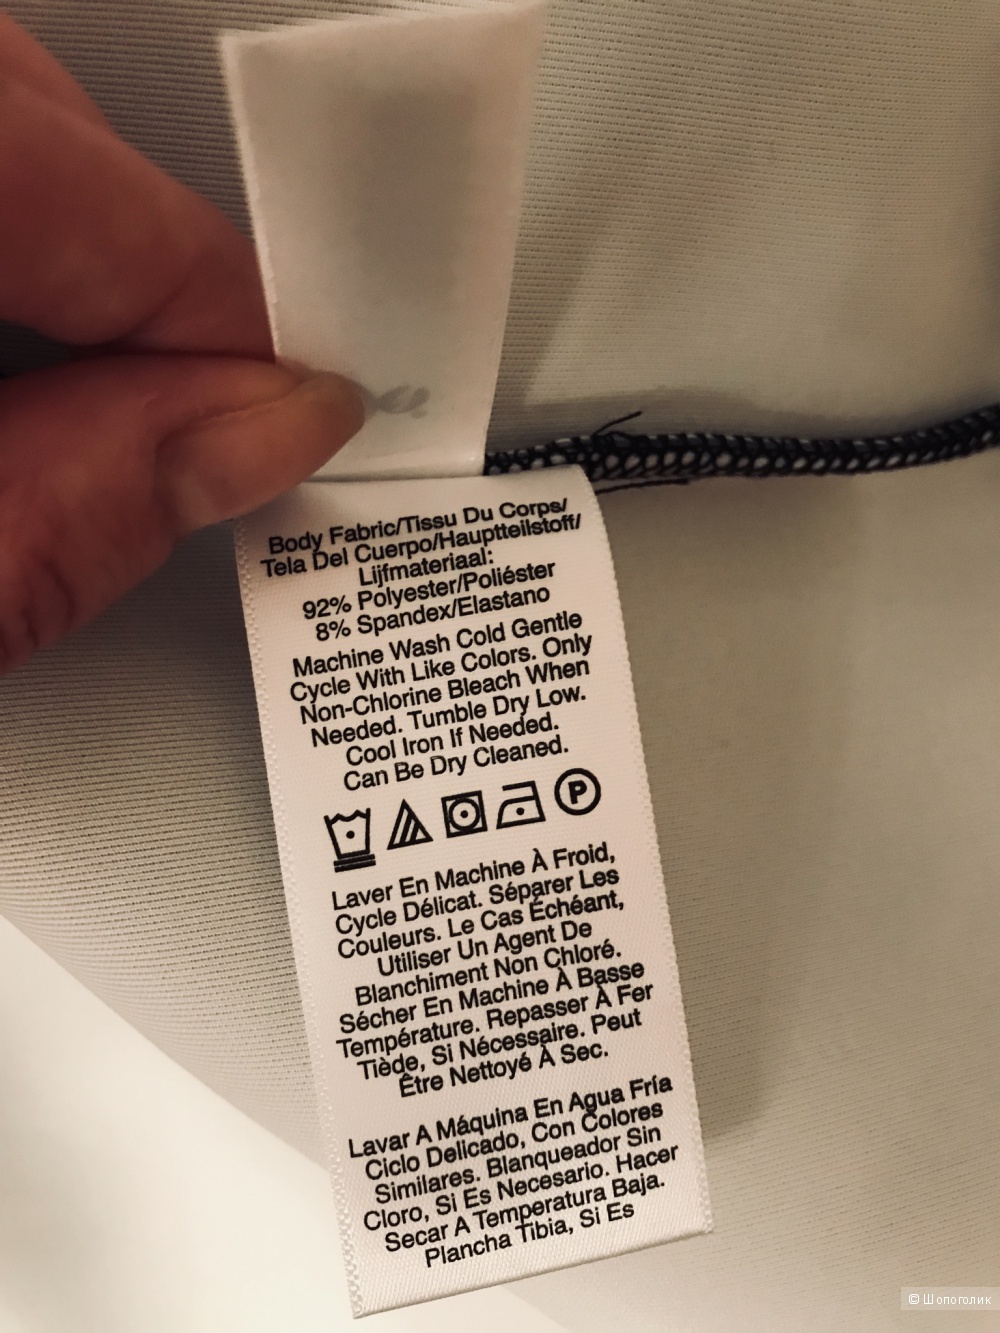 Body Fabric/Tissu Du Corps/
Tela Del Cuerpo/Hauptteilstoff/
Lijfmateriaal:
92% Polyester/Poliéster
8% Spandex/Elastano
Machine Wash Cold Gentle
Cycle With Like Colors. Only
Non-Chlorine Bleach When
Needed. Tumble Dry Low.
Cool Iron If Needed.
Can Be Dry Cleaned.
P
Laver En Machine À Froid,
Cycle Délicat. Séparer Les
Couleurs. Le Cas Échéant,
Utiliser Un Agent De
Blanchiment Non Chloré.
Sécher En Machine À Basse
Température. Repasser À Fer
Tiède, Si Nécessaire. Peut
Être Nettoyé À Sec.
Lavar A Máquina En Agua Fría
Ciclo Delicado, Con Colores
Similares. Blanqueador Sin
Cloro, Si Es Necesario. Hacer
Secar A Temperatura Baja.
Plancha Tibia, Si Es
© Шопоголик